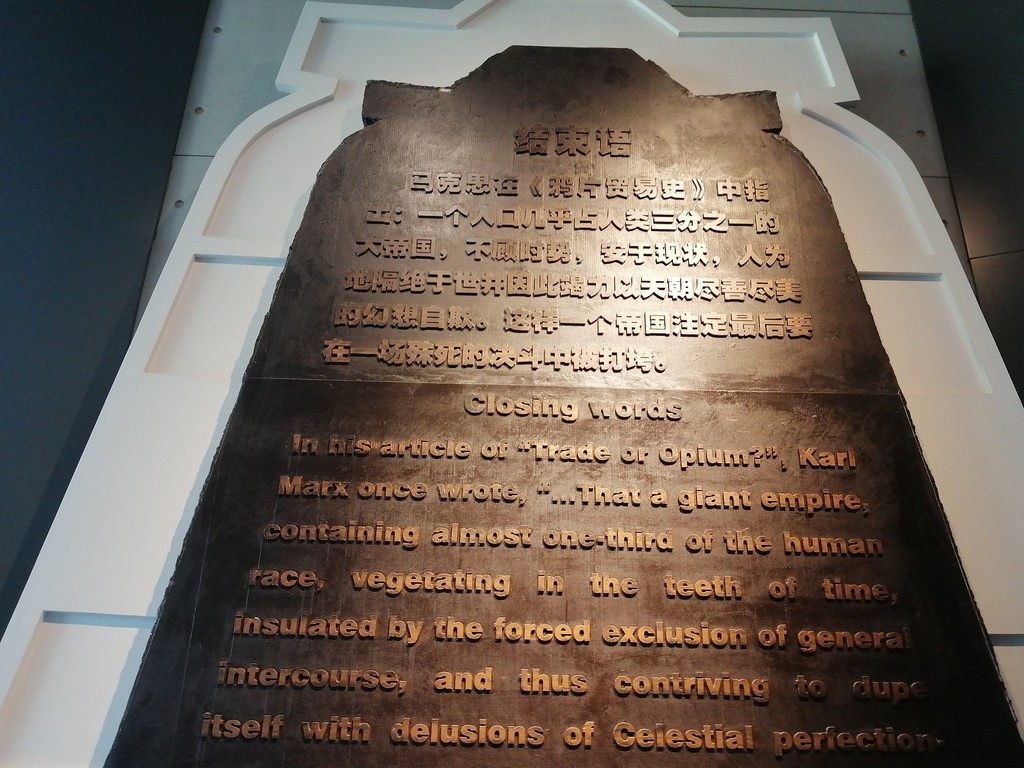 结束语
马克思在《鸦片贸易史》中指
出：一个人口几乎占人类三分之一的
大帝国，不顾时势，安于现状，人为
地隔绝于世并因此竭力以天朝尽善尽美
的幻想自欺。这样一个帝国注定最后要
在一场殊死的决斗中被打垮。
Closing words
In his article of "Trade or Opium?", Karl
Marx once wrote, "...That a giant empire,
containing almost one-third of the human
race, vegetating in the teeth of time,
insulated by the forced exclusion of general
intercourse, and thus contriving to dupe
itself with delusions of Celestial perfection-